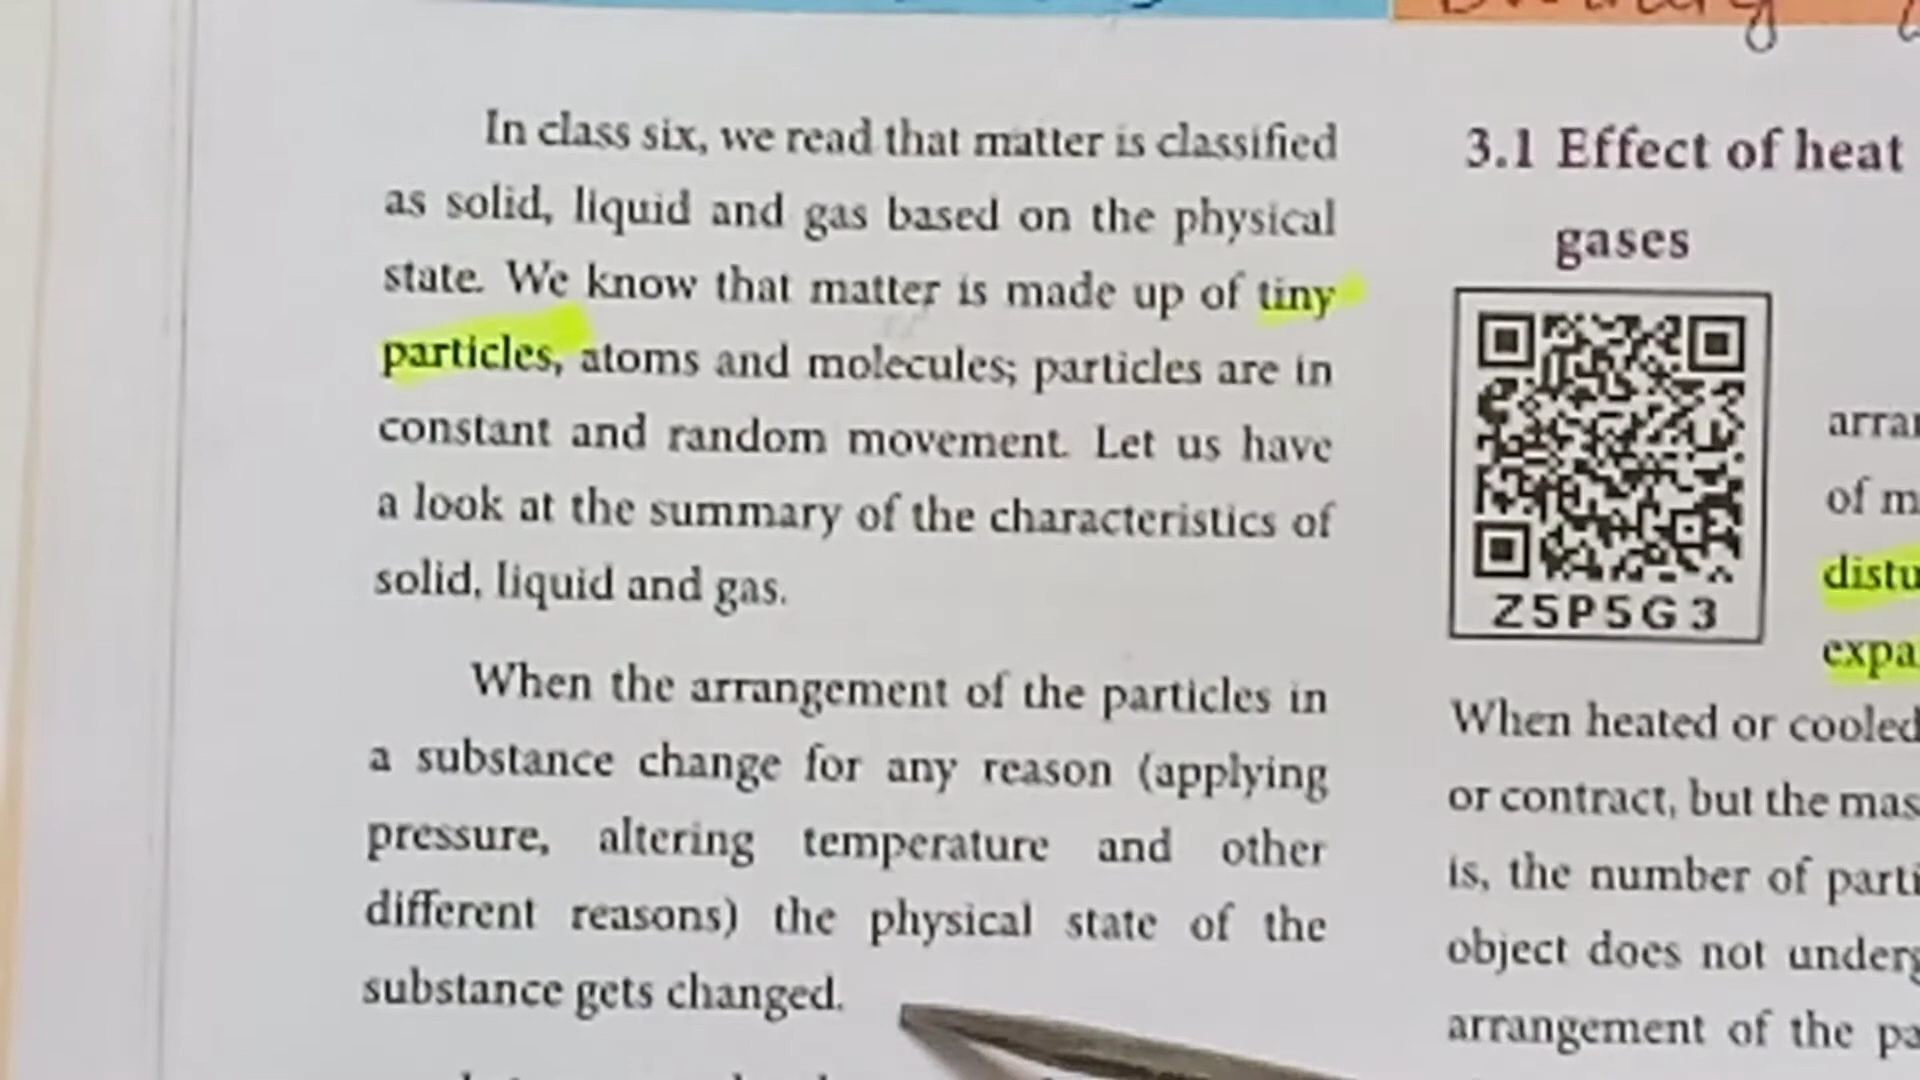 In class six, we read that matter is classified
as solid, liquid and gas based on the physical
state. We know that matter is made up of tiny
particles, atoms and molecules; particles are in
constant and random movement. Let us have
a look at the summary of the characteristics of
solid, liquid and gas.
When the arrangement of the particles in
a substance change for any reason (applying
pressure, altering temperature and other
different reasons) the physical state of the
substance gets changed.
3.1 Effect of heat
gases
Z5P5G3
of
When heated or cooled
or contract, but the
is, the number of
object does not
arrangement of the